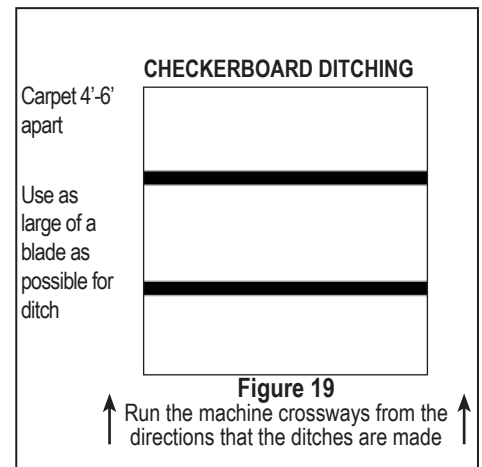 CHECKERBOARD DITCHING
Carpet 4’-6’
apart
Use as
large of a
blade as
possible for
ditch
Figure 19
Run the machine crossways from the
directions that the ditches are made